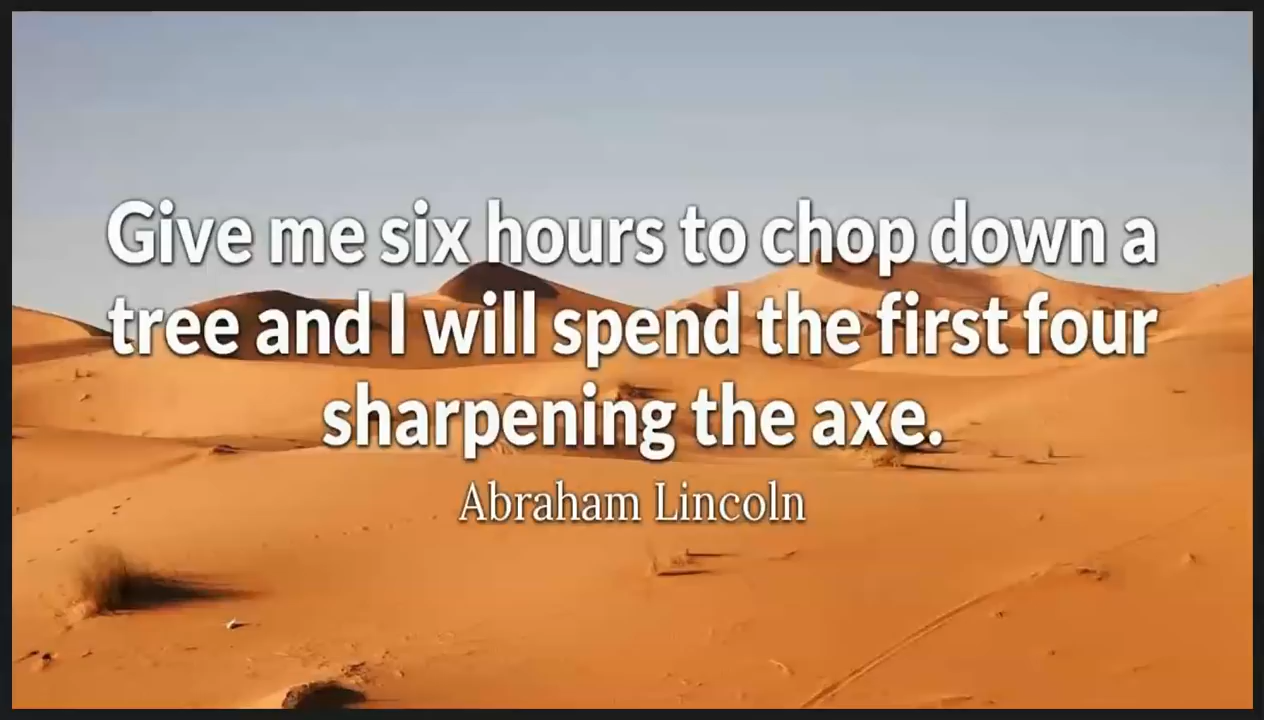 Give me six hours to chop down a
tree and I will spend the first four
sharpening the axe.
Abraham Lincoln